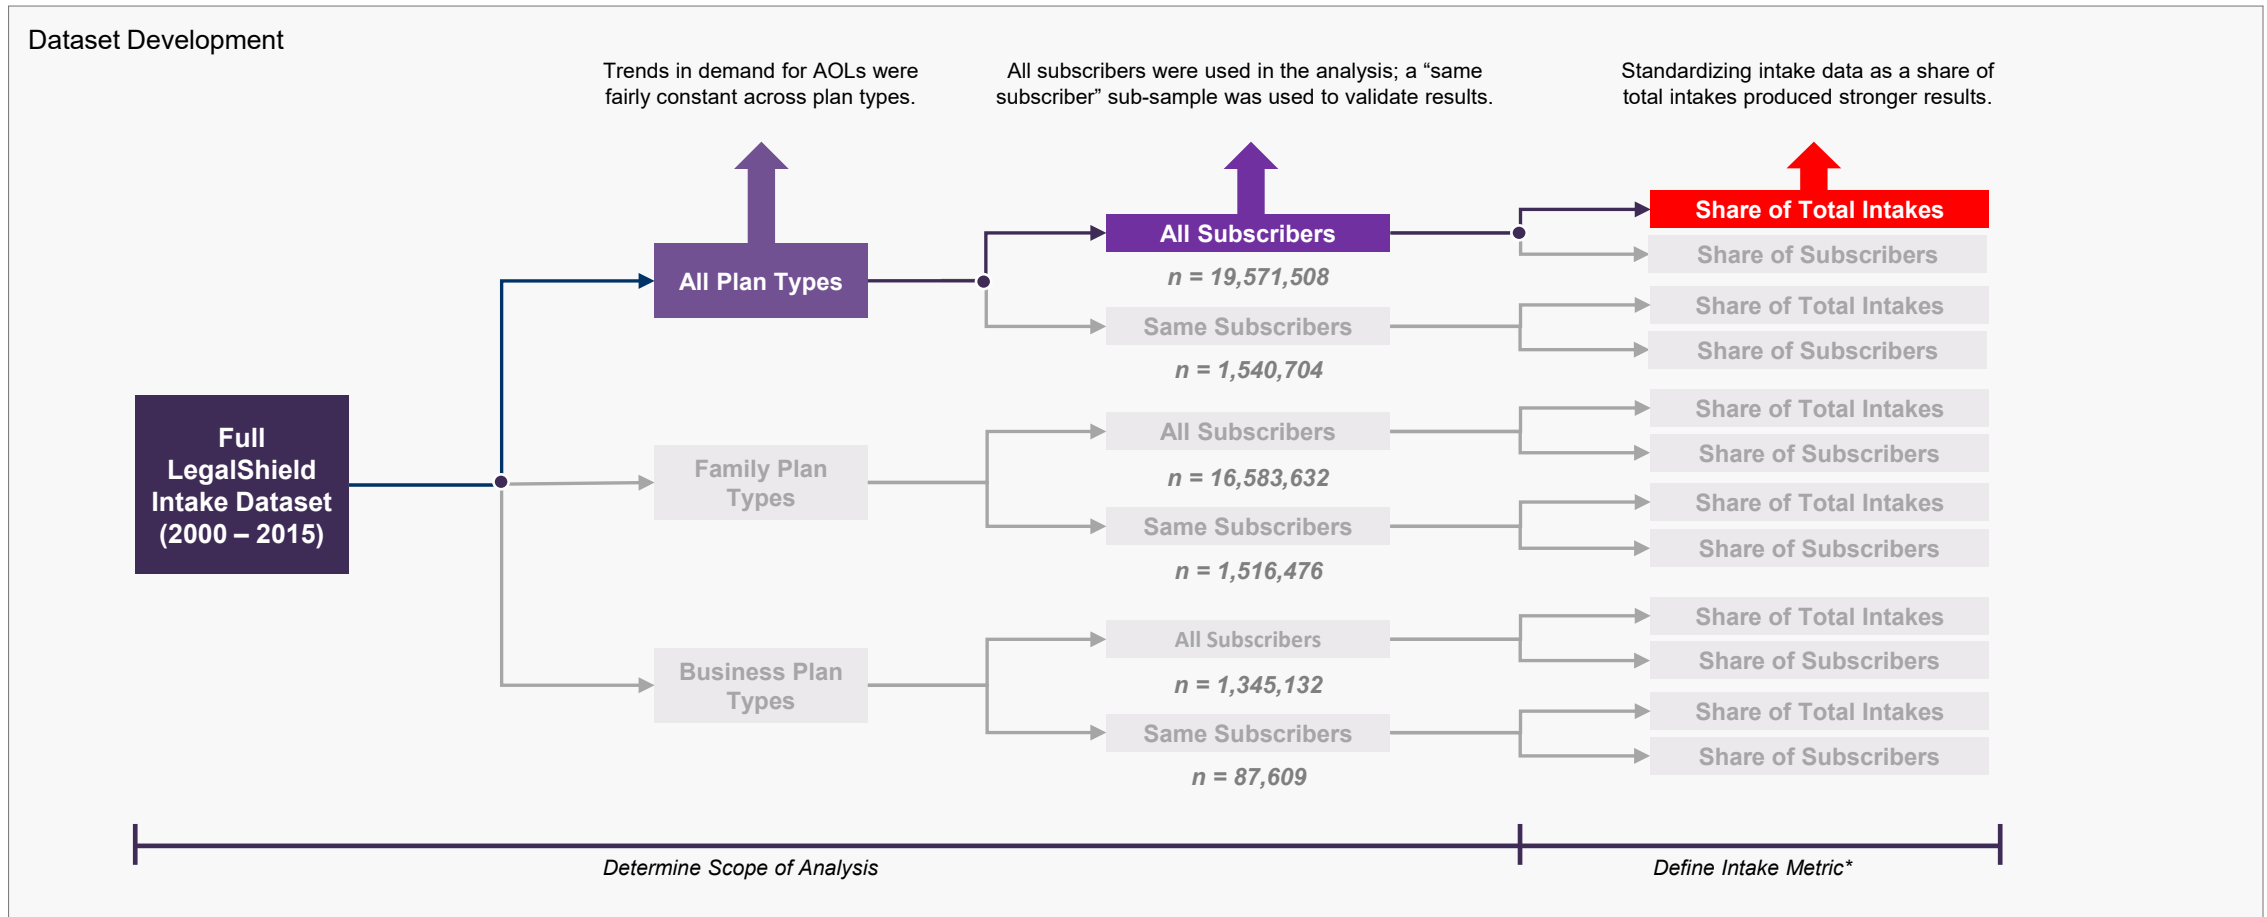 Dataset Development
Trends in demand for AOLs were
fairly constant across plan types.
All subscribers were used in the analysis; a “same
subscriber” sub-sample was used to validate results.
Standardizing intake data as a share of
total intakes produced stronger results.
Full
LegalShield
Intake Dataset
(2000 – 2015)
All Plan Types
All Subscribers
n = 19,571,508
Share of Total Intakes
Share of Subscribers
Same Subscribers
n = 1,540,704
Share of Total Intakes
Share of Subscribers
Family Plan
Types
All Subscribers
n = 16,583,632
Share of Total Intakes
Share of Subscribers
Same Subscribers
n = 1,516,476
Share of Total Intakes
Share of Subscribers
Business Plan
Types
All Subscribers
n = 1,345,132
Share of Total Intakes
Share of Subscribers
Same Subscribers
n = 87,609
Share of Total Intakes
Share of Subscribers
Determine Scope of Analysis
Define Intake Metric*